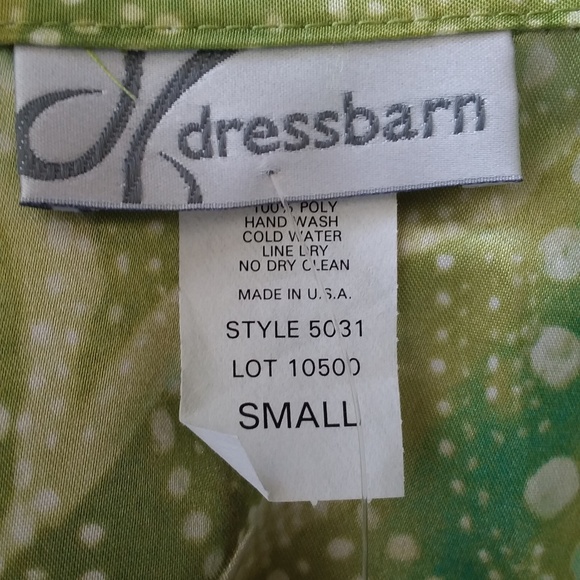 dressbarn
100% POLY
HAND WASH
COLD WATER
LINE DRY
NO DRY CLEAN
MADE IN U.S.A.
STYLE 5031
LOT 10500
SMALL